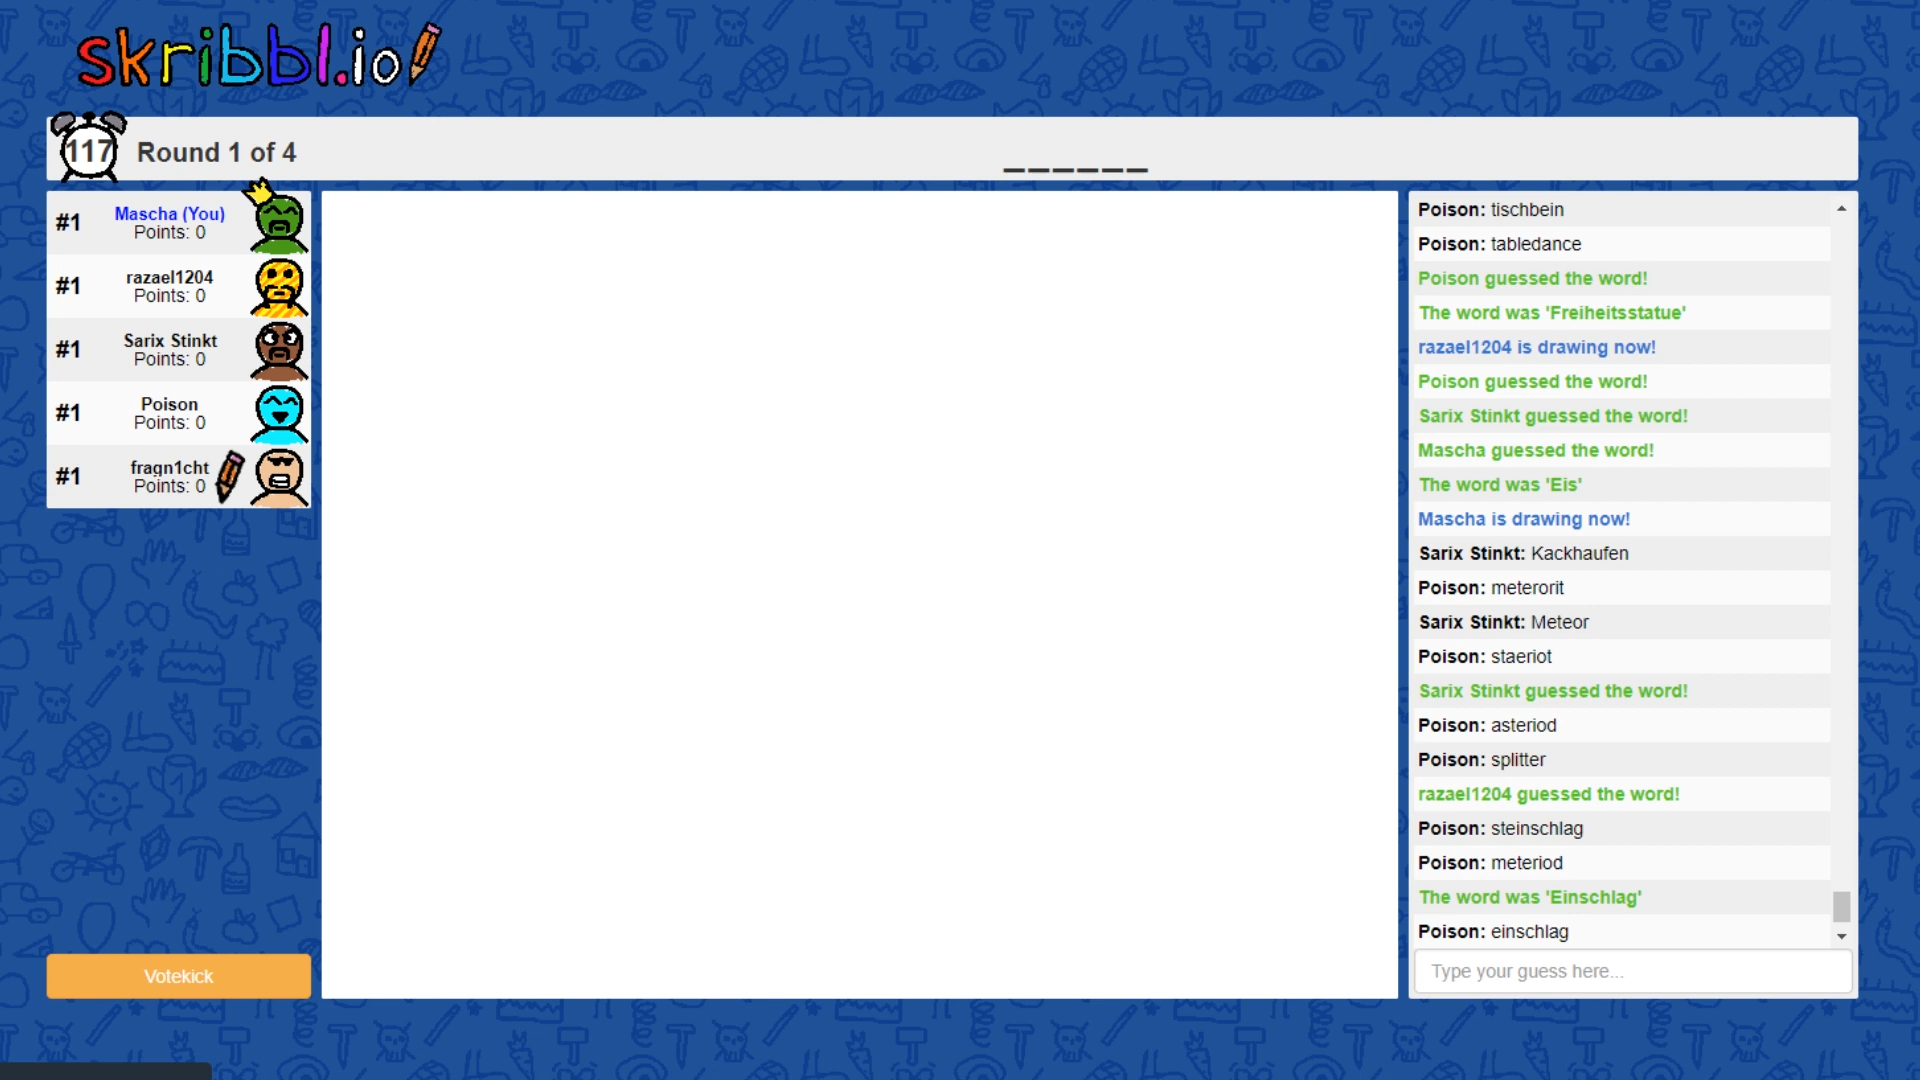 skribbl.io
117
Round 1 of 4
______
#1
Mascha (You)
Points: 0
#1
razael1204
Points: 0
#1
Sarix Stinkt
Points: 0
#1
Poison
Points: 0
#1
fragn1cht
Points: 0
Votekick
Poison: tischbein
Poison: tabledance
Poison guessed the word!
The word was 'Freiheitsstatue'
razael1204 is drawing now!
Poison guessed the word!
Sarix Stinkt guessed the word!
Mascha guessed the word!
The word was 'Eis'
Mascha is drawing now!
Sarix Stinkt: Kackhaufen
Poison: meterorit
Sarix Stinkt: Meteor
Poison: staeriot
Sarix Stinkt guessed the word!
Poison: asteriod
Poison: splitter
razael1204 guessed the word!
Poison: steinschlag
Poison: meteriod
The word was 'Einschlag'
Poison: einschlag
Type your guess here...